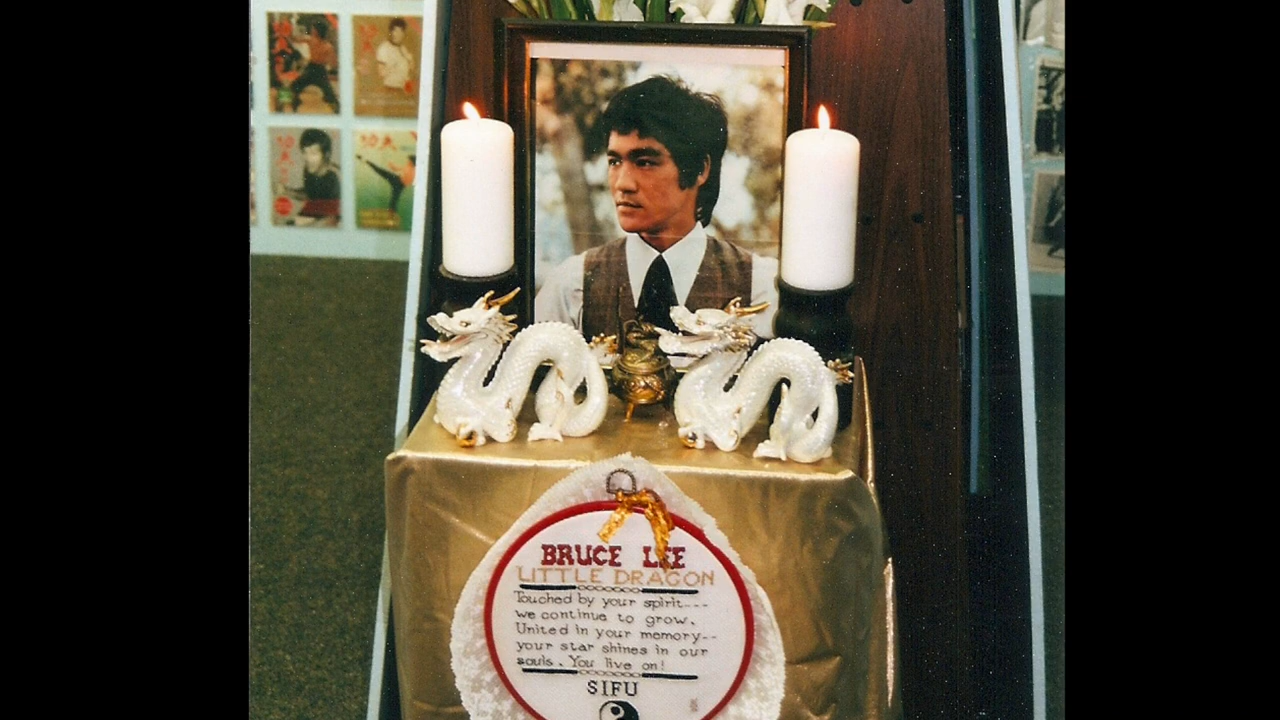 BRUCE LEE
LITTLE DRAGON
Touched by your spirit---
we continue to grow.
United in your memory--
your star shines in our
souls. You live on!
SIFU